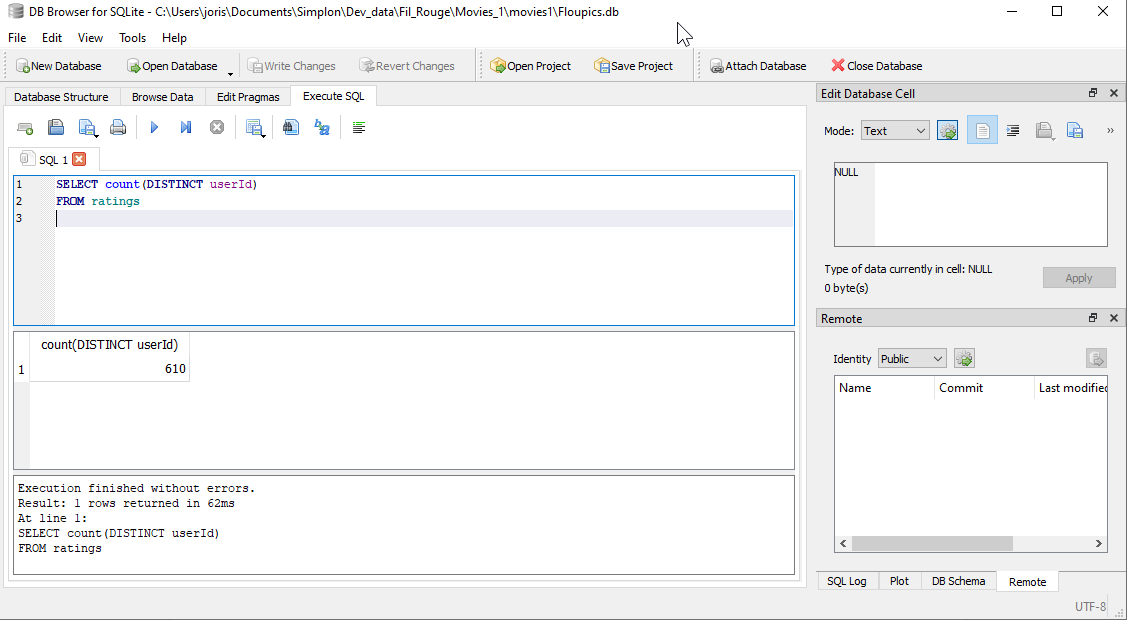 DB Browser for SQLite - C:\Users\joris\Documents\Simplon\Dev_data\Fil_Rouge\Movies_1\movies1\Floupics.db
File Edit View Tools Help
New Database Open Database Write Changes Revert Changes Open Project Save Project Attach Database Close Database
Database Structure Browse Data Edit Pragmas Execute SQL
SQL 1
1 SELECT count(DISTINCT userId)
2 FROM ratings
3
count(DISTINCT userId)
1 610
Execution finished without errors.
Result: 1 rows returned in 62ms
At line 1:
SELECT count(DISTINCT userId)
FROM ratings
Edit Database Cell
Mode: Text
NULL
Type of data currently in cell: NULL
0 byte(s)
Apply
Remote
Identity Public
Name Commit Last modified
SQL Log Plot DB Schema Remote
UTF-8